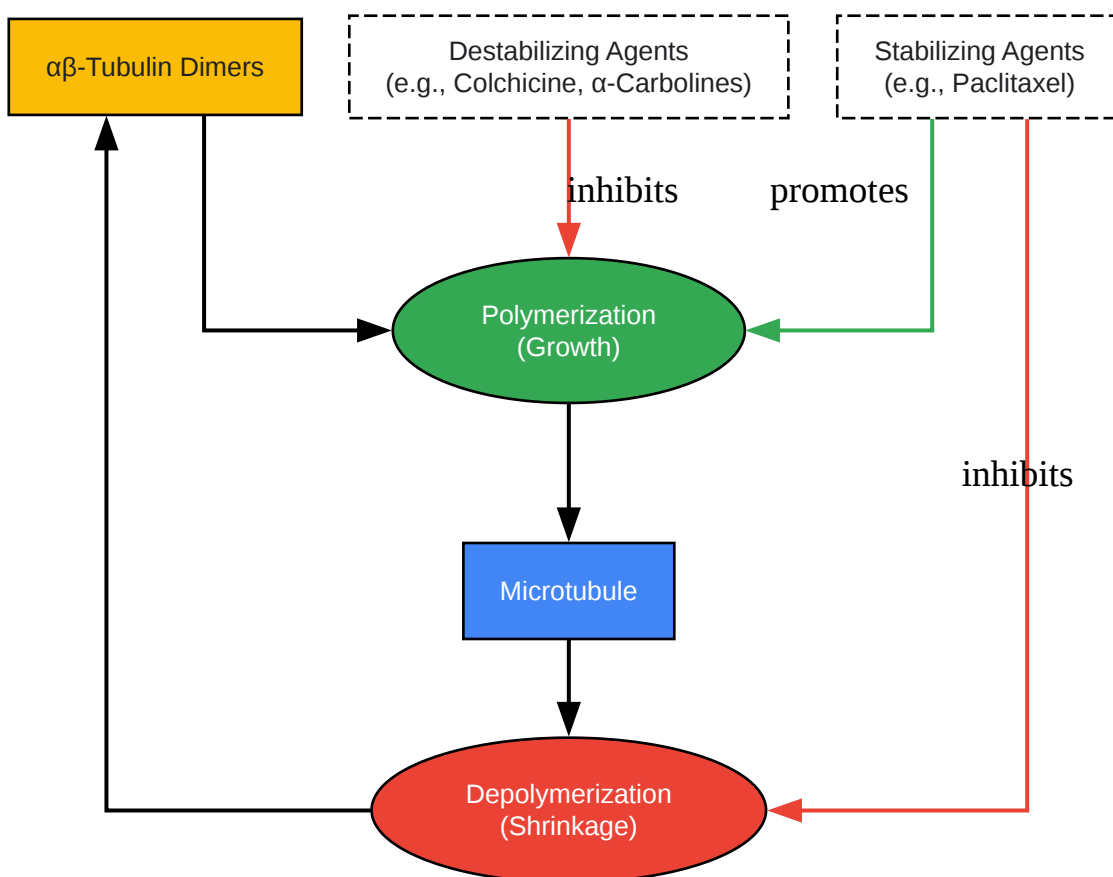 αβ-Tubulin Dimers
Destabilizing Agents
(e.g., Colchicine, α-Carbolines)
Stabilizing Agents
(e.g., Paclitaxel)
inhibits
promotes
Polymerization
(Growth)
inhibits
Microtubule
Depolymerization
(Shrinkage)